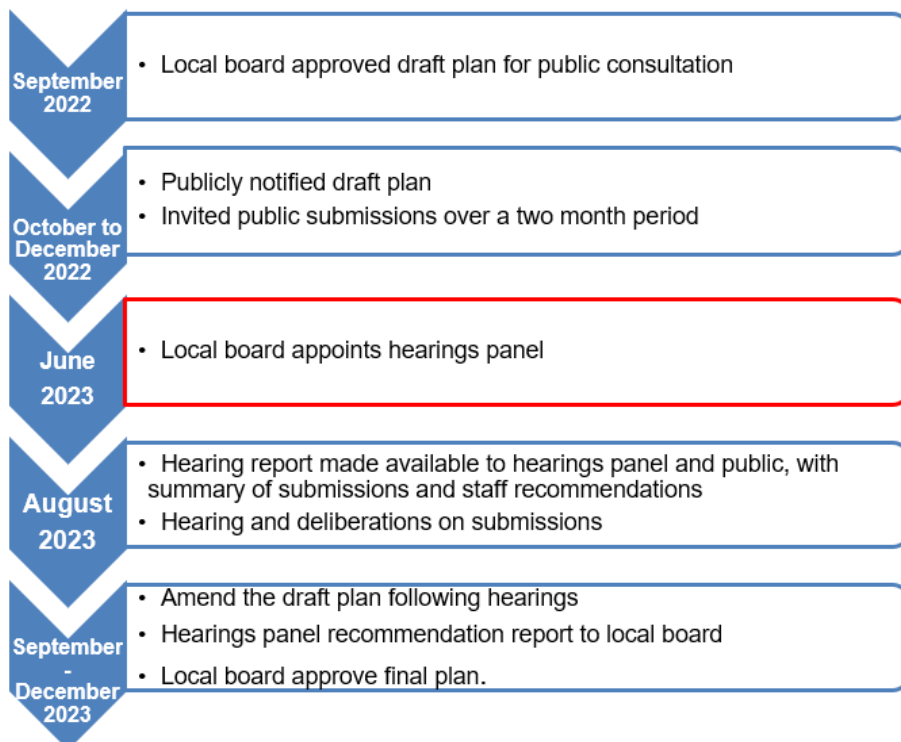 September
2022
• Local board approved draft plan for public consultation
October to
December
2022
• Publicly notified draft plan
• Invited public submissions over a two month period
June
2023
• Local board appoints hearings panel
August
2023
• Hearing report made available to hearings panel and public, with
summary of submissions and staff recommendations
• Hearing and deliberations on submissions
September
-
December
2023
• Amend the draft plan following hearings
• Hearings panel recommendation report to local board
• Local board approve final plan.